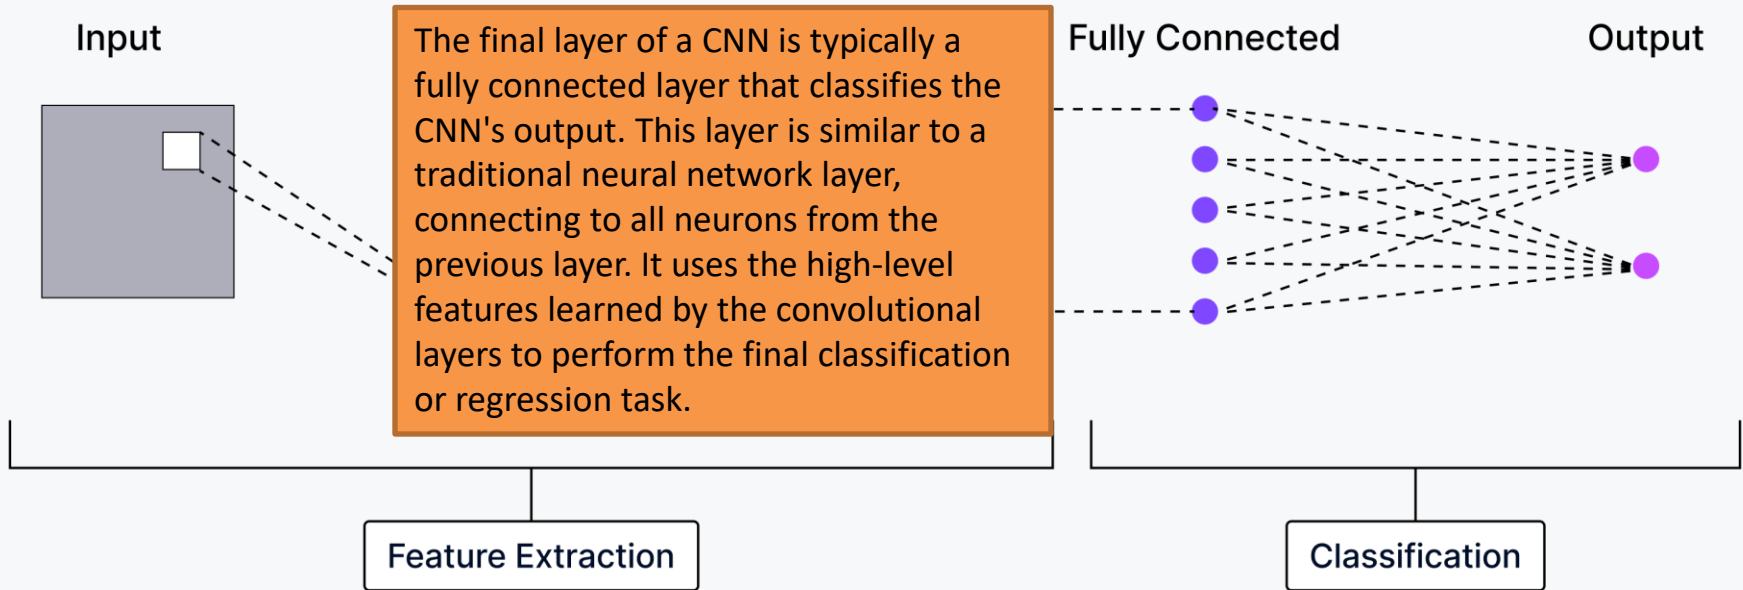 Input
The final layer of a CNN is typically a
fully connected layer that classifies the
CNN's output. This layer is similar to a
traditional neural network layer,
connecting to all neurons from the
previous layer. It uses the high-level
features learned by the convolutional
layers to perform the final classification
or regression task.
Fully Connected
Output
Feature Extraction
Classification